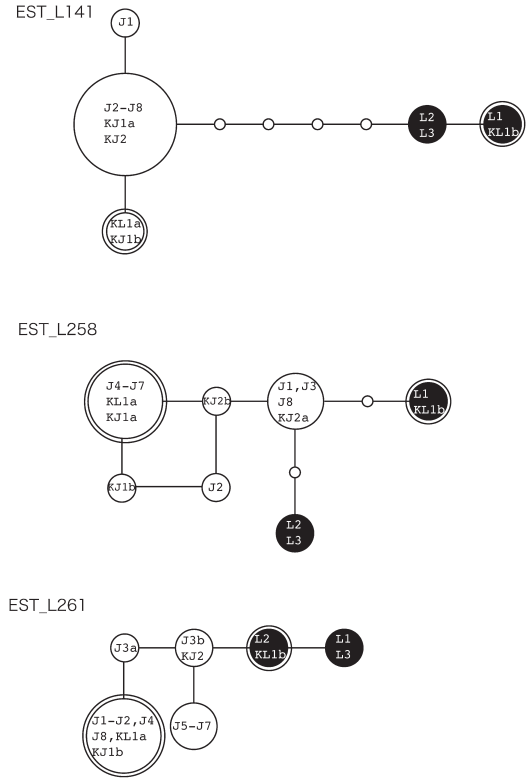 EST_L141
J1
J2-J8
KJ1a
KJ2
L2
L3
L1
KL1b
KL1a
KJ1b
EST_L258
J4-J7
KL1a
KJ1a
KJ2b
J1,J3
J8
KJ2a
L1
KL1b
KJ1b
J2
L2
L3
EST_L261
J3a
J3b
KJ2
L2
KL1b
L1
L3
J1-J2,J4
J8,KL1a
KJ1b
J5-J7